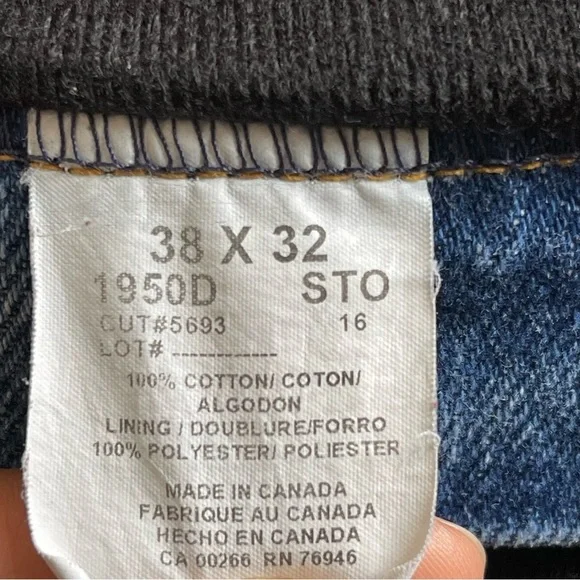 38 X 32
1950D STO
CUT#5693 16
LOT# ------------
100% COTTON/ COTON/
ALGODON
LINING / DOUBLURE/FORRO
100% POLYESTER/ POLIESTER
MADE IN CANADA
FABRIQUE AU CANADA
HECHO EN CANADA
CA 00266 RN 76946